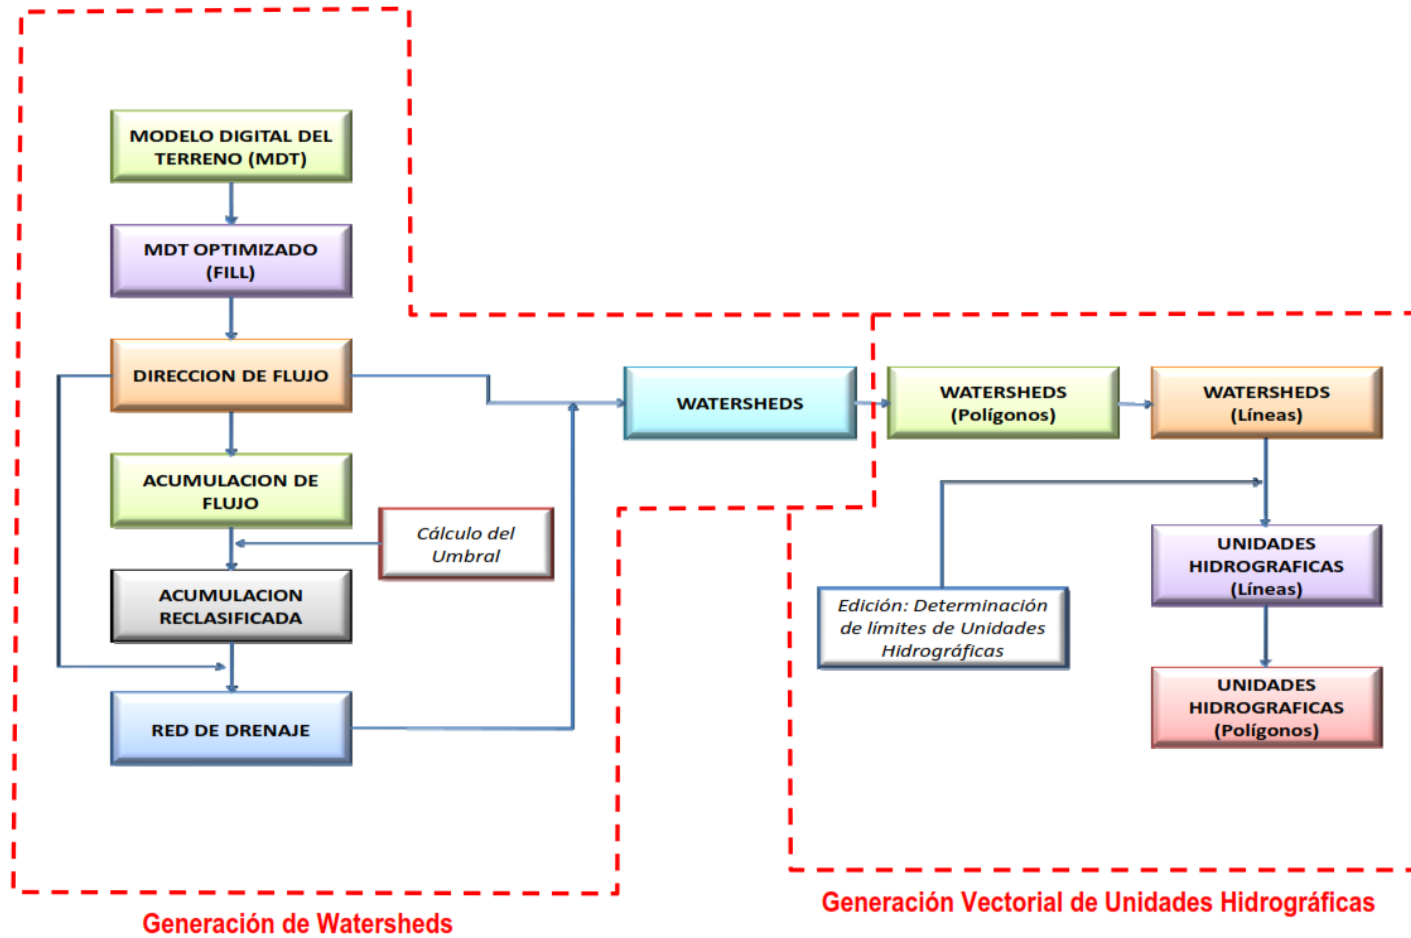 MODELO DIGITAL DEL
TERRENO (MDT)
MDT OPTIMIZADO
(FILL)
DIRECCION DE FLUJO
ACUMULACION DE
FLUJO
Cálculo del
Umbral
ACUMULACION
RECLASIFICADA
RED DE DRENAJE
WATERSHEDS
WATERSHEDS
(Polígonos)
WATERSHEDS
(Líneas)
UNIDADES
HIDROGRAFICAS
(Líneas)
Edición: Determinación
de límites de Unidades
Hidrográficas
UNIDADES
HIDROGRAFICAS
(Polígonos)
Generación de Watersheds
Generación Vectorial de Unidades Hidrográficas